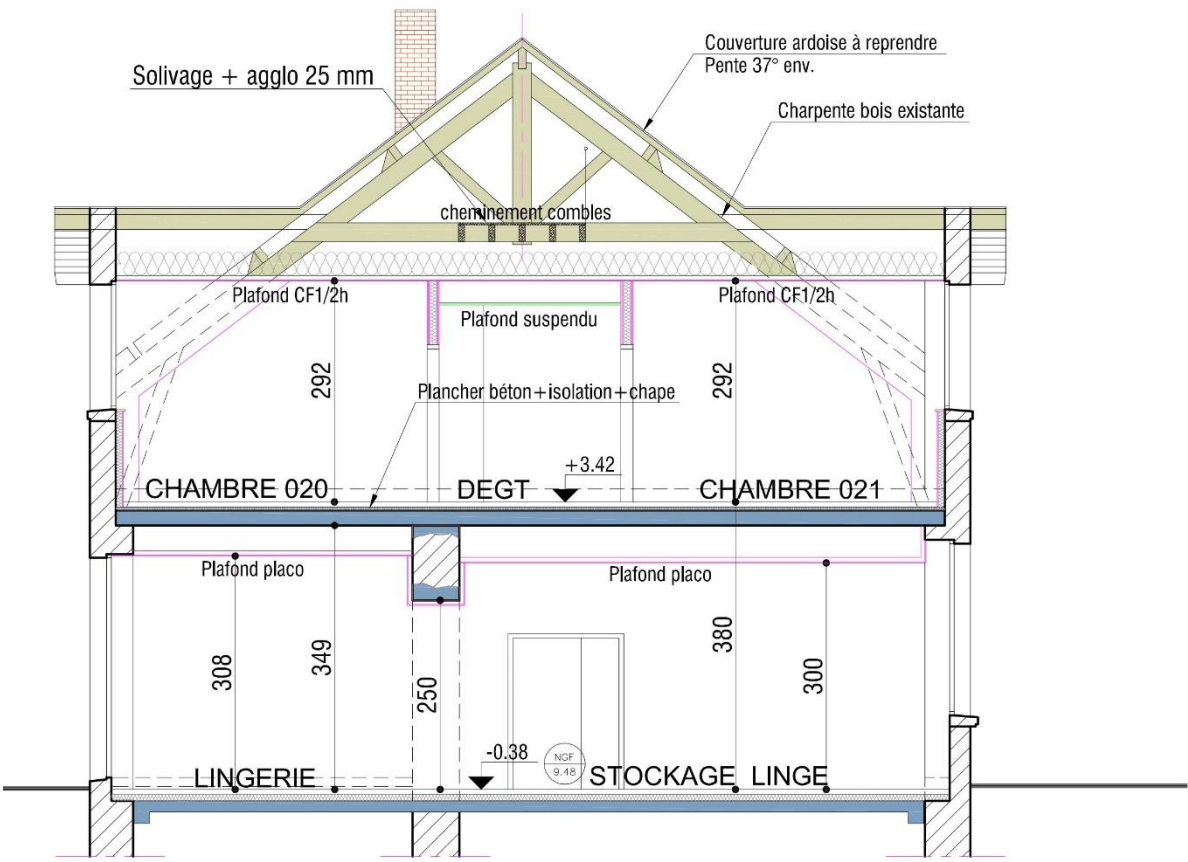 Couverture ardoise à reprendre
Pente 37° env.
Solivage + agglo 25 mm
Charpente bois existante
cheminement combles
Plafond CF1/2h
Plafond CF1/2h
Plafond suspendu
292
292
Plancher béton+isolation+chape
+3.42
CHAMBRE 020
DEGT
CHAMBRE 021
Plafond placo
Plafond placo
308
349
250
380
300
-0.38
NGF
9.48
LINGERIE
STOCKAGE LINGE